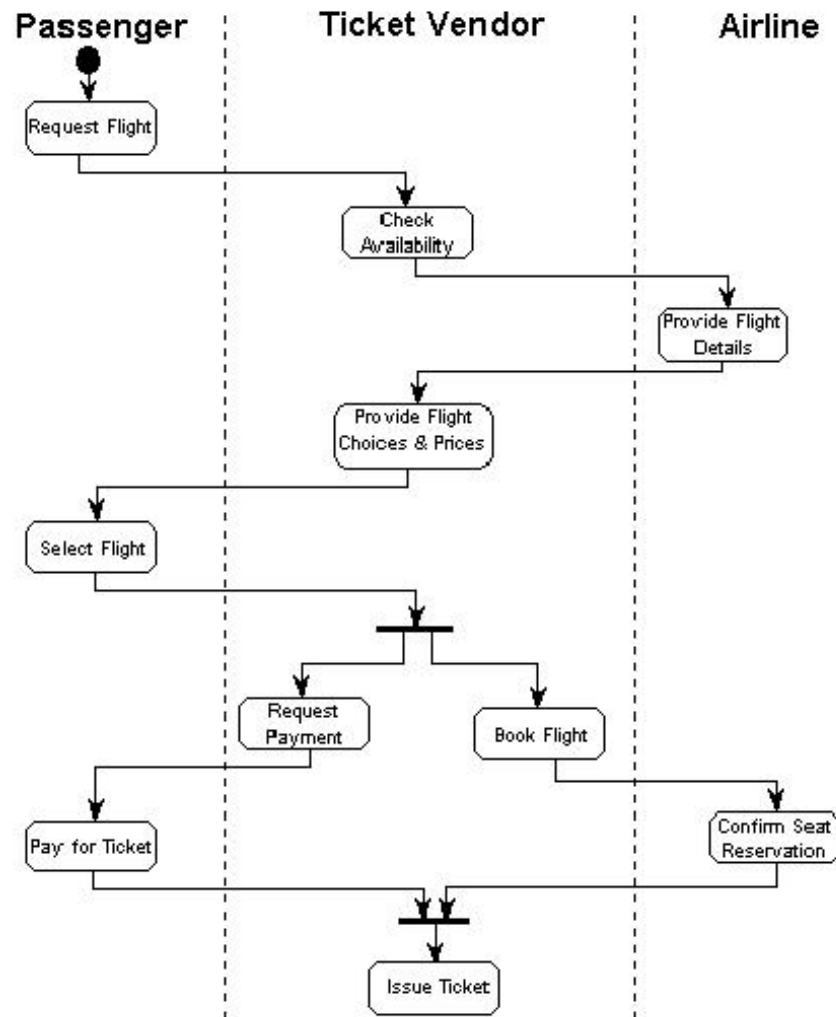 Passenger
Ticket Vendor
Airline
Request Flight
Check
Availability
Provide Flight
Details
Provide Flight
Choices & Prices
Select Flight
Request
Payment
Book Flight
Pay for Ticket
Confirm Seat
Reservation
Issue Ticket